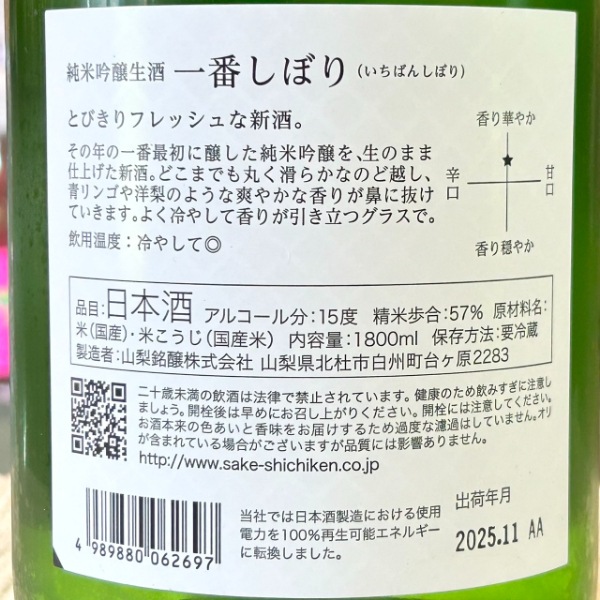 純米吟醸生酒 一番しぼり (いちばんしぼり)
とびきりフレッシュな新酒。
その年の一番最初に醸した純米吟醸を、生のまま
仕上げた新酒。どこまでも丸く滑らかなのど越し、
青リンゴや洋梨のような爽やかな香りが鼻に抜け
ていきます。よく冷やして香りが引き立つグラスで。
飲用温度：冷やして◎
香り華やか
辛口
甘口
香り穏やか
品目:日本酒 アルコール分:15度 精米歩合:57% 原材料名:
米(国産)・米こうじ(国産米) 内容量:1800ml 保存方法:要冷蔵
製造者:山梨銘醸株式会社 山梨県北杜市白州町台ヶ原2283
二十歳未満の飲酒は法律で禁止されています。健康のため飲みすぎに注意し
ましょう。開栓後は早めにお召し上がりください。開栓には注意してください。
お酒本来の色あいと香味をお届けするため過度な濾過はしていません。オリ
が含まれている場合がございますが品質には影響ありません。
http://www.sake-shichiken.co.jp
4 989880 062697
当社では日本酒製造における使用
電力を100%再生可能エネルギー
に転換しました。
出荷年月
2025.11 AA